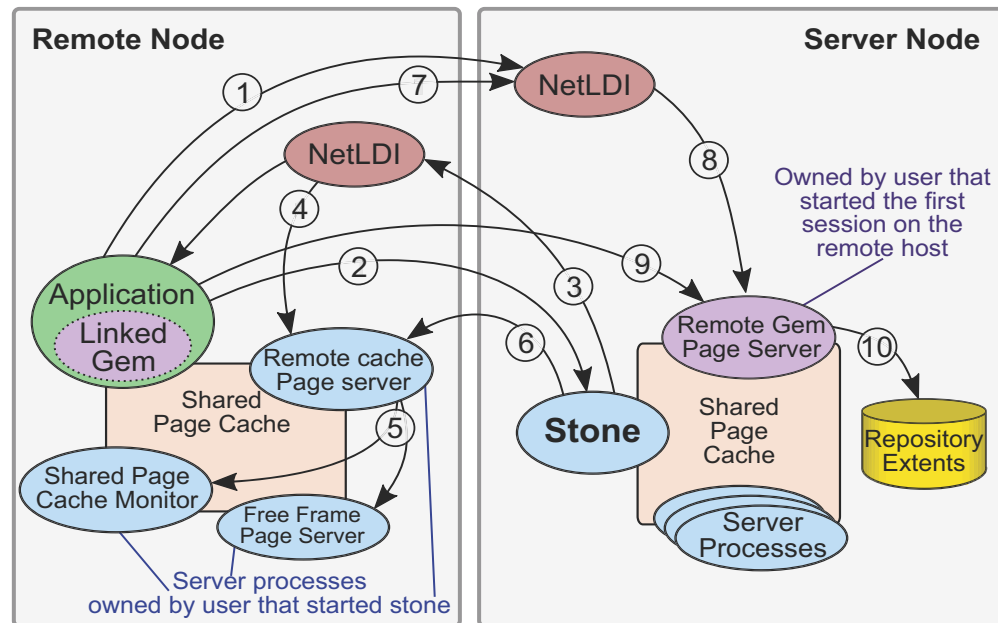 Remote Node
Server Node
1
7
NetLDI
NetLDI
8
4
Owned by user that
started the first
session on the
remote host
9
2
3
Application
Linked
Gem
6
Remote Gem
Page Server
10
Remote cache
Page server
Shared
Page Cache
Shared
Page
Cache
Stone
5
Repository
Extents
Shared Page
Cache Monitor
Free Frame
Page Server
Server
Processes
Server processes
owned by user that started stone